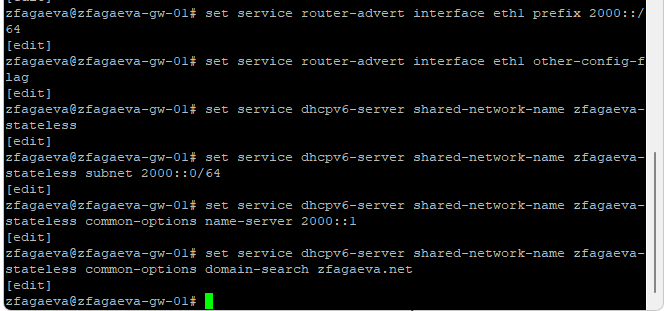 [edit]
zfagaeva@zfagaeva-gw-01# set service router-advert interface eth1 prefix 2000::/
64
[edit]
zfagaeva@zfagaeva-gw-01# set service router-advert interface eth1 other-config-f
lag
[edit]
zfagaeva@zfagaeva-gw-01# set service dhcpv6-server shared-network-name zfagaeva-
stateless
[edit]
zfagaeva@zfagaeva-gw-01# set service dhcpv6-server shared-network-name zfagaeva-
stateless subnet 2000::0/64
[edit]
zfagaeva@zfagaeva-gw-01# set service dhcpv6-server shared-network-name zfagaeva-
stateless common-options name-server 2000::1
[edit]
zfagaeva@zfagaeva-gw-01# set service dhcpv6-server shared-network-name zfagaeva-
stateless common-options domain-search zfagaeva.net
[edit]
zfagaeva@zfagaeva-gw-01#